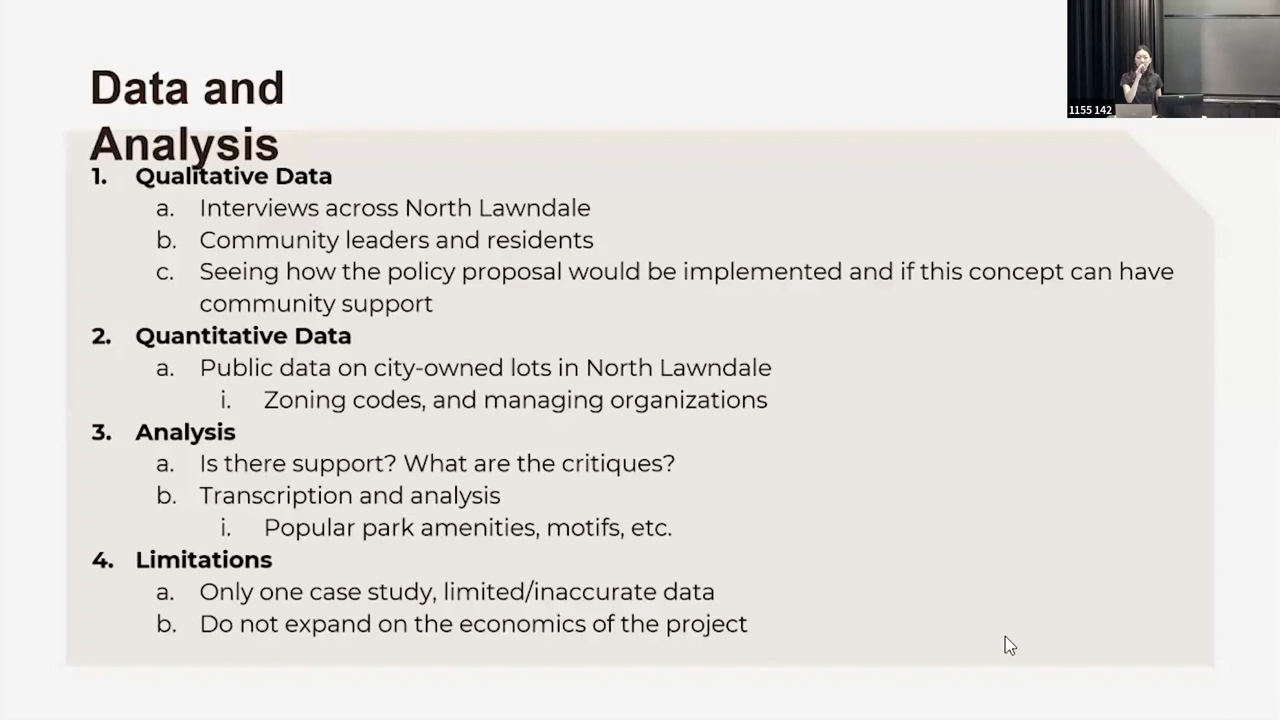 Data and
Analysis
1. Qualitative Data
a. Interviews across North Lawndale
b. Community leaders and residents
c. Seeing how the policy proposal would be implemented and if this concept can have
community support
2. Quantitative Data
a. Public data on city-owned lots in North Lawndale
i. Zoning codes, and managing organizations
3. Analysis
a. Is there support? What are the critiques?
b. Transcription and analysis
i. Popular park amenities, motifs, etc.
4. Limitations
a. Only one case study, limited/inaccurate data
b. Do not expand on the economics of the project
1155 142